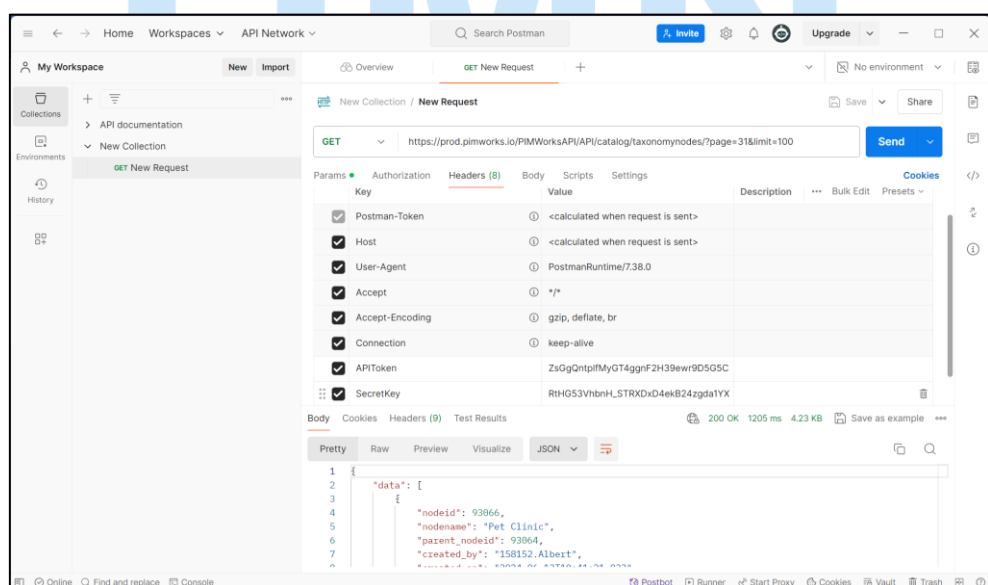 Home Workspaces API Network Search Postman Invite Upgrade
My Workspace New Import Overview GET New Request No environment
Collections
Environments
History
API documentation
New Collection
GET New Request
HTTP New Collection / New Request Save Share
GET https://prod.pimworks.io/PIMWorksAPI/API/catalog/taxonomynodes/?page=31&limit=100 Send
Params Authorization Headers (8) Body Scripts Settings Cookies
Key Value Description Bulk Edit Presets
Postman-Token <calculated when request is sent>
Host <calculated when request is sent>
User-Agent PostmanRuntime/7.38.0
Accept */*
Accept-Encoding gzip, deflate, br
Connection keep-alive
APIToken ZsGgQntpIfMyGT4ggnF2H39ewr9D5G5C
SecretKey RtHG53VhbnH_STRXDxD4ekB24zgda1YX
Body Cookies Headers (9) Test Results 200 OK 1205 ms 4.23 KB Save as example
Pretty Raw Preview Visualize JSON
1 {
2 "data": [
3 {
4 "nodeid": 93066,
5 "nodename": "Pet Clinic",
6 "parent_nodeid": 93064,
7 "created_by": "158152.Albert",
Online Find and replace Console Postbot Runner Start Proxy Cookies Vault Trash